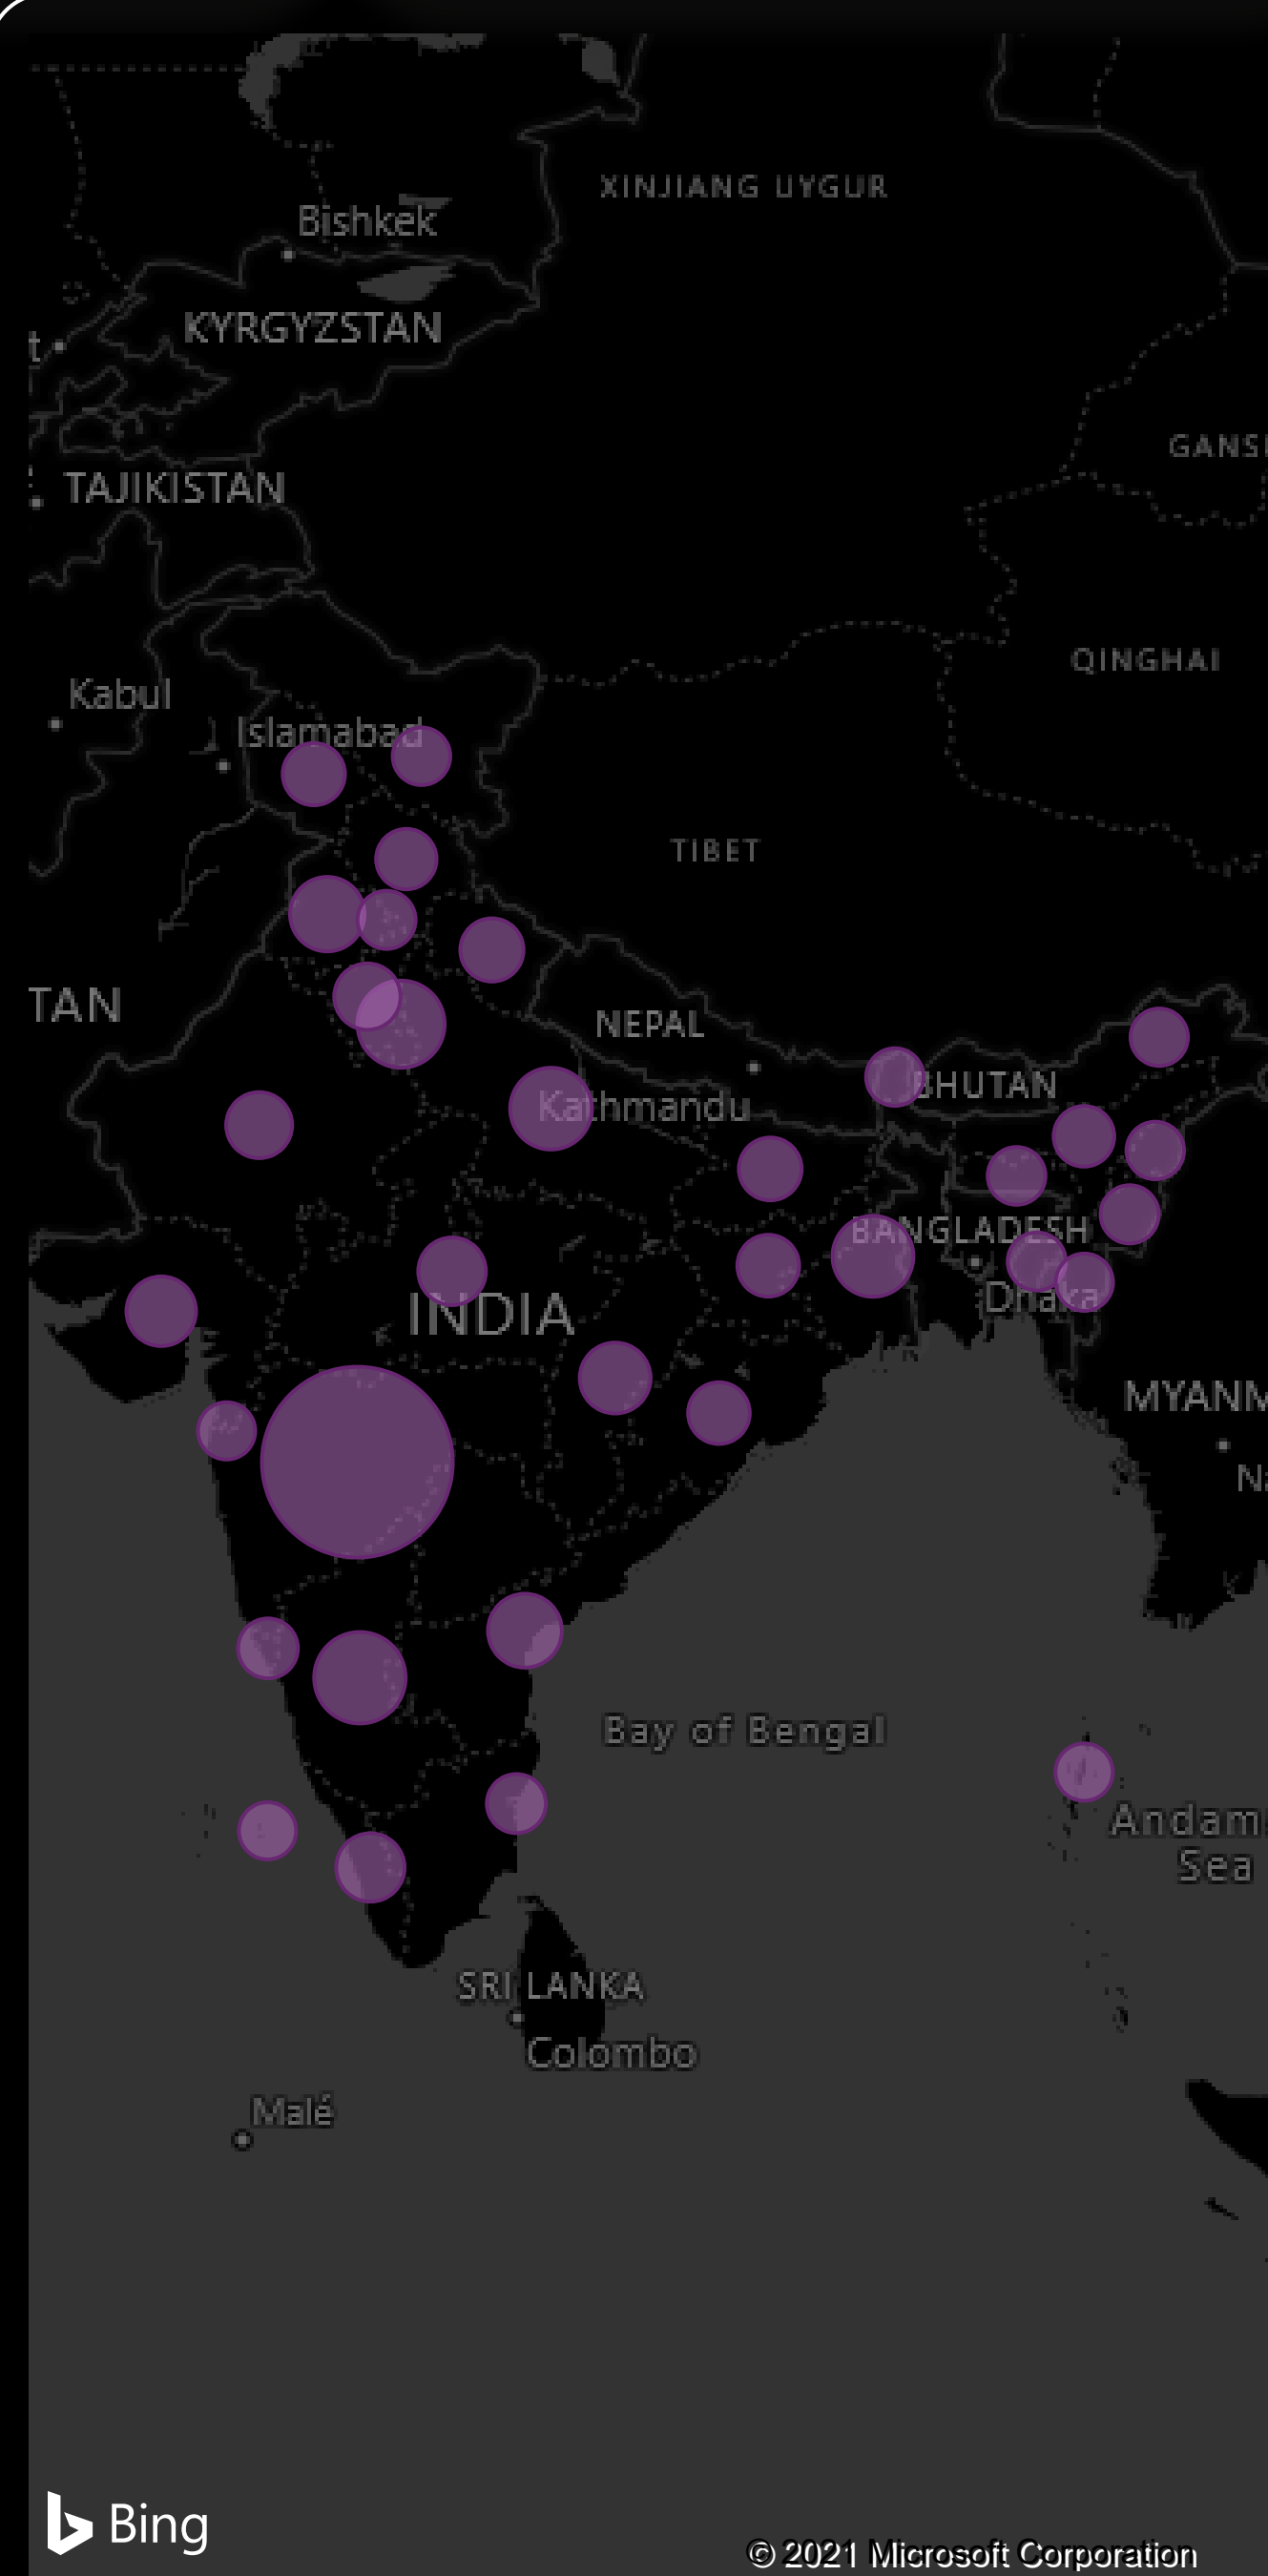 XINJIANG UYGUR
Bishkek
KYRGYZSTAN
t
GANS
TAJIKISTAN
QINGHAI
Kabul
Islamabad
TIBET
TAN
NEPAL
BHUTAN
Kathmandu
BANGLADESH
Dhaka
INDIA
MYANM
Na
Bay of Bengal
Andam
Sea
SRI LANKA
Colombo
Malé
Bing
© 2021 Microsoft Corporation